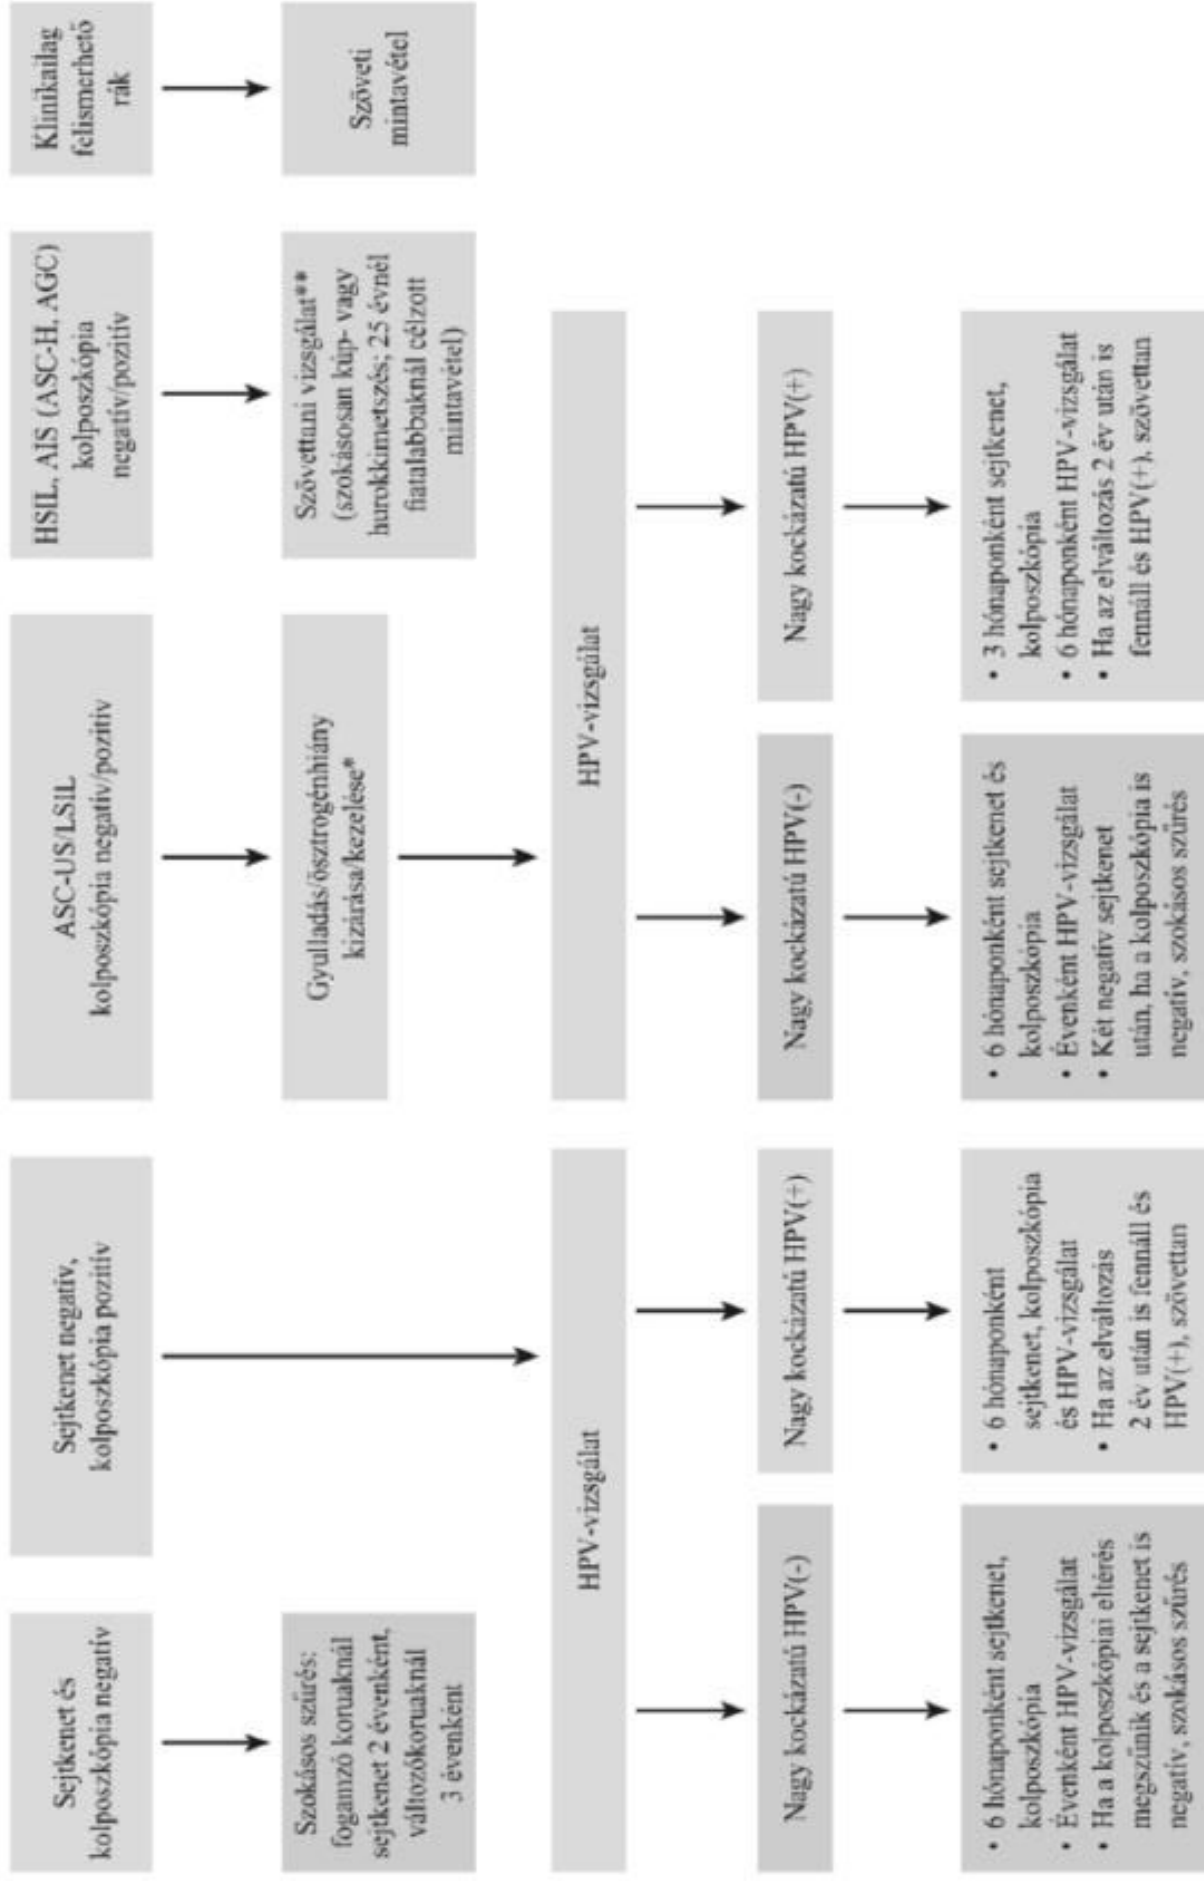 Sejtkenet és
kolposzkópia negatív
Sejtkenet negatív,
kolposzkópia pozitív
ASC-US/LSIL
kolposzkópia negatív/pozitív
HSIL, AIS (ASC-H, AGC)
kolposzkópia
negatív/pozitív
Klinikailag
felismerhető
rák
Szokásos szűrés:
fogamzó koruaknál
sejtkenet 2 évenként,
változókoruaknál
3 évenként
Gyulladás/ösztrogénhiány
kizárása/kezelése*
Szövettani vizsgálat**
(szokásosan kúp- vagy
hurokkimetszés; 25 évnél
fiatalabbaknál célzott
mintavétel)
Szöveti
mintavétel
HPV-vizsgálat
HPV-vizsgálat
Nagy kockázatú HPV(-)
Nagy kockázatú HPV(+)
Nagy kockázatú HPV(-)
Nagy kockázatú HPV(+)
• 6 hónaponként sejtkenet,
kolposzkópia
• Évenként HPV-vizsgálat
• Ha a kolposzkópiai eltérés
megszűnik és a sejtkenet is
negatív, szokásos szűrés
• 6 hónaponként
sejtkenet, kolposzkópia
és HPV-vizsgálat
• Ha az elváltozás
2 év után is fennáll és
HPV(+), szövettan
• 6 hónaponként sejtkenet és
kolposzkópia
• Évenként HPV-vizsgálat
• Két negatív sejtkenet
után, ha a kolposzkópia is
negatív, szokásos szűrés
• 3 hónaponként sejtkenet,
kolposzkópia
• 6 hónaponként HPV-vizsgálat
• Ha az elváltozás 2 év után is
fennáll és HPV(+), szövettan